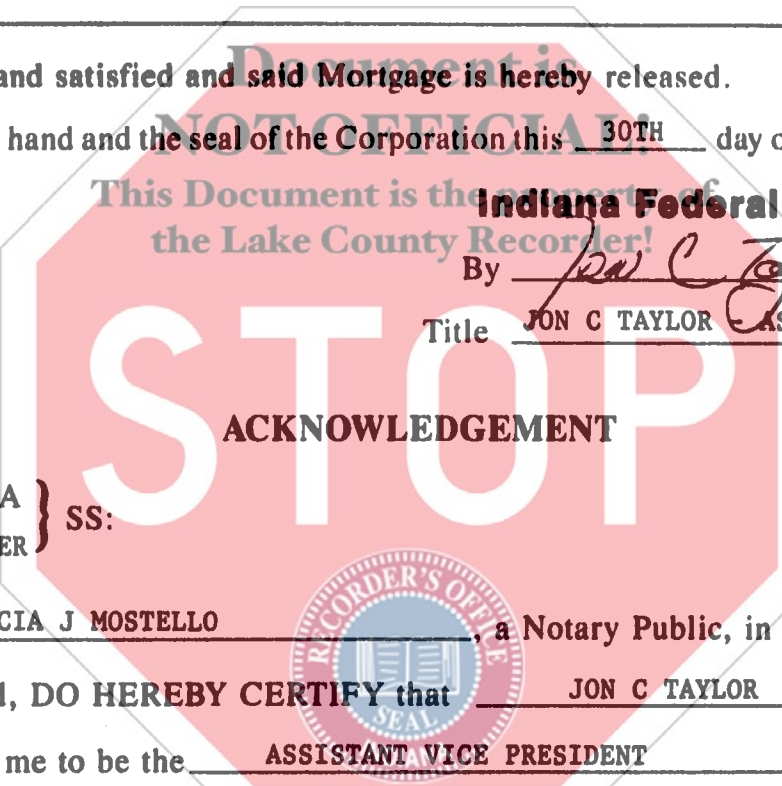 Document is
and satisfied and said Mortgage is hereby released.
NOT OFFICIAL!
hand and the seal of the Corporation this 30TH day
This Document is the property of
Indiana Federal
the Lake County Recorder!
By Jon C
Title JON C TAYLOR
STOP
ACKNOWLEDGEMENT
A
SS:
ER
CIA J MOSTELLO, a Notary Public, in
RECORDER'S OFFICE
, DO HEREBY CERTIFY that JON C TAYLOR
SEAL
me to be the ASSISTANT VICE PRESIDENT